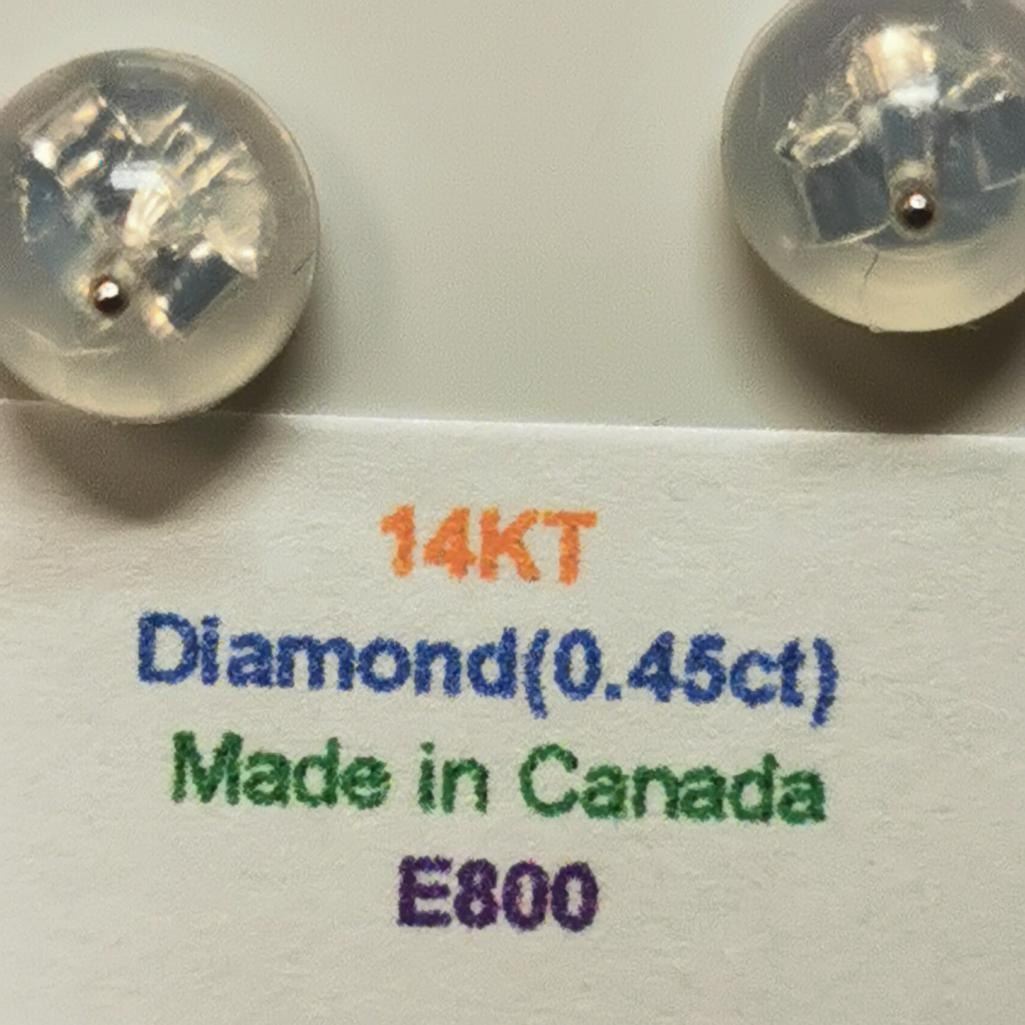 14KT
Diamond(0.45ct)
Made in Canada
E800